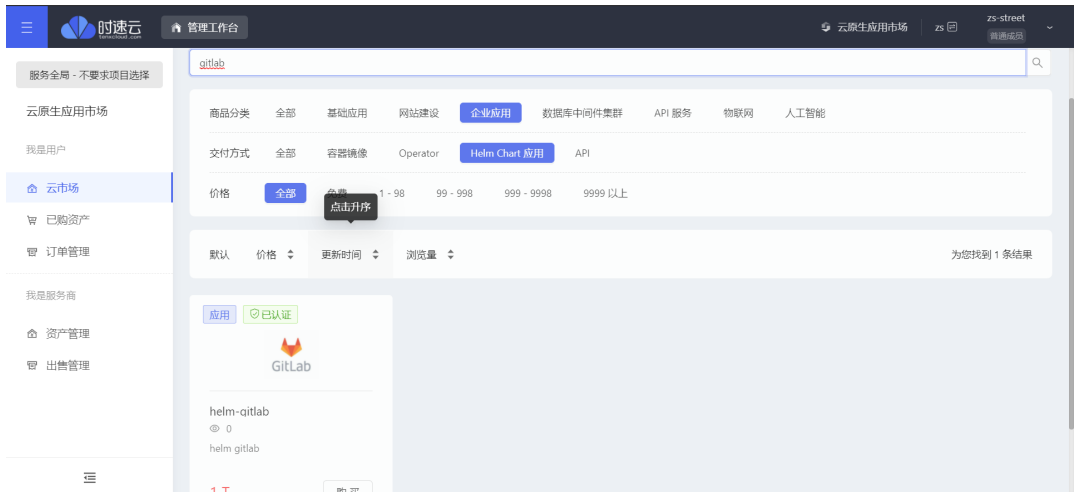 时速云
tenxcloud.com
管理工作台
云原生应用市场
zs
zs-street
普通成员
服务全局 - 不要求项目选择
云原生应用市场
我是用户
云市场
已购资产
订单管理
我是服务商
资产管理
出售管理
gitlab
商品分类 全部 基础应用 网站建设 企业应用 数据库中间件集群 API 服务 物联网 人工智能
交付方式 全部 容器镜像 Operator Helm Chart 应用 API
价格 全部 免费 1 - 98 99 - 998 999 - 9998 9999 以上
点击升序
默认 价格 更新时间 浏览量 为您找到 1 条结果
应用 已认证
GitLab
helm-gitlab
0
helm gitlab
购买